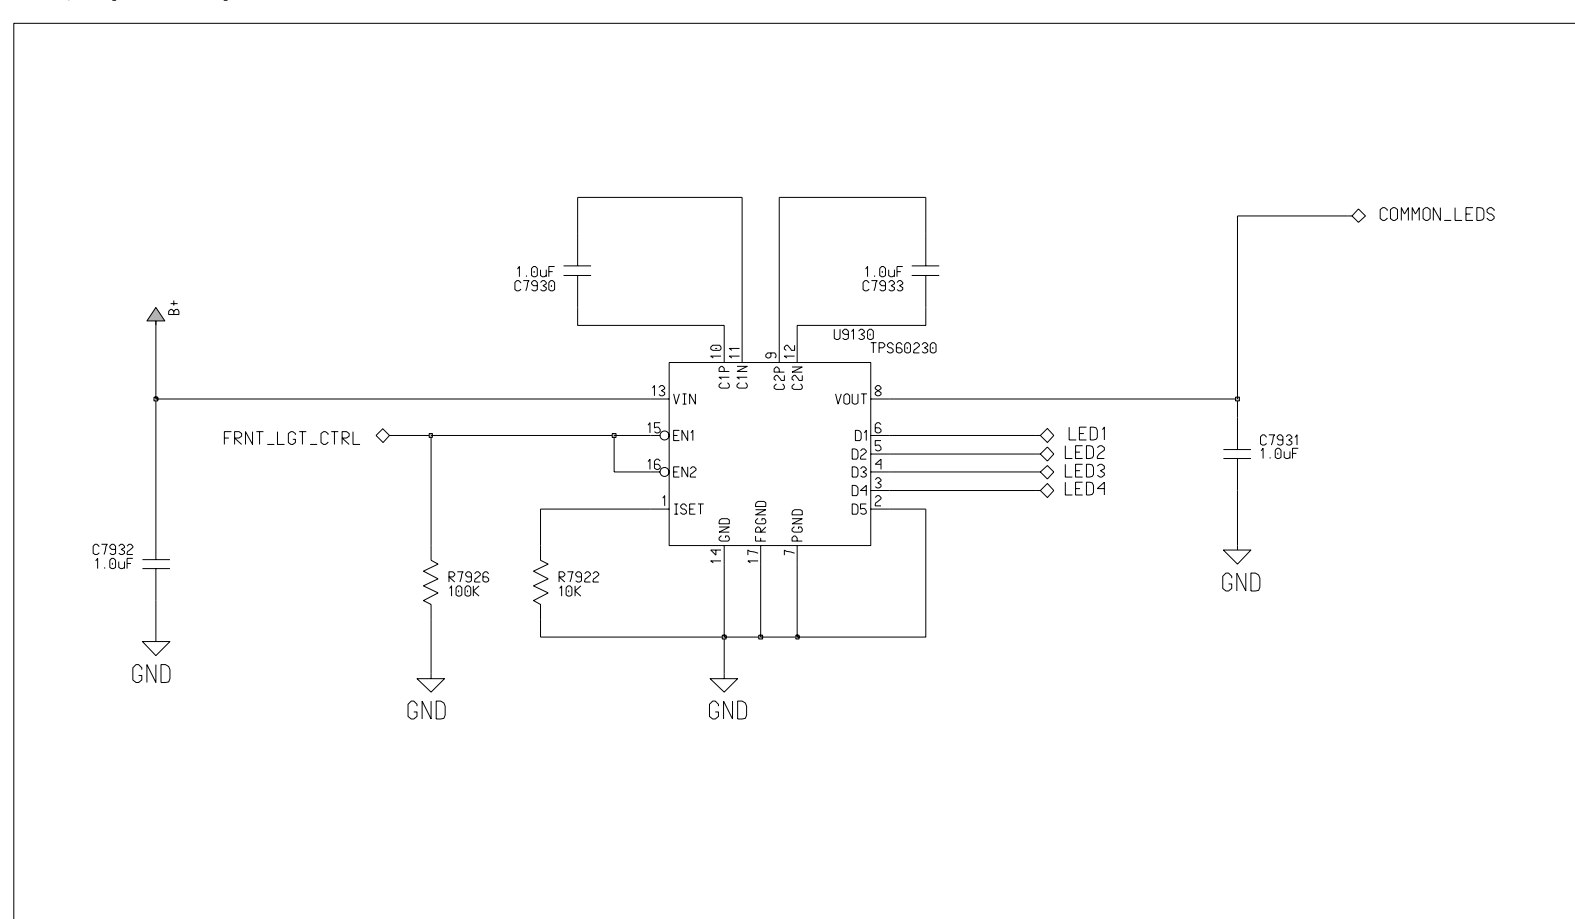 COMMON_LEDS
1.0uF
C7930
1.0uF
C7933
B+
U9130
TPS60230
10
11
9
12
C1P
C1N
C2P
C2N
13
VIN
VOUT
8
FRNT_LGT_CTRL
15
EN1
D1
6
LED1
16
EN2
D2
5
LED2
D3
4
LED3
D4
3
LED4
1
ISET
D5
2
GND
FRGND
PGND
14
17
7
C7931
1.0uF
GND
C7932
1.0uF
GND
R7926
100K
GND
R7922
10K
GND